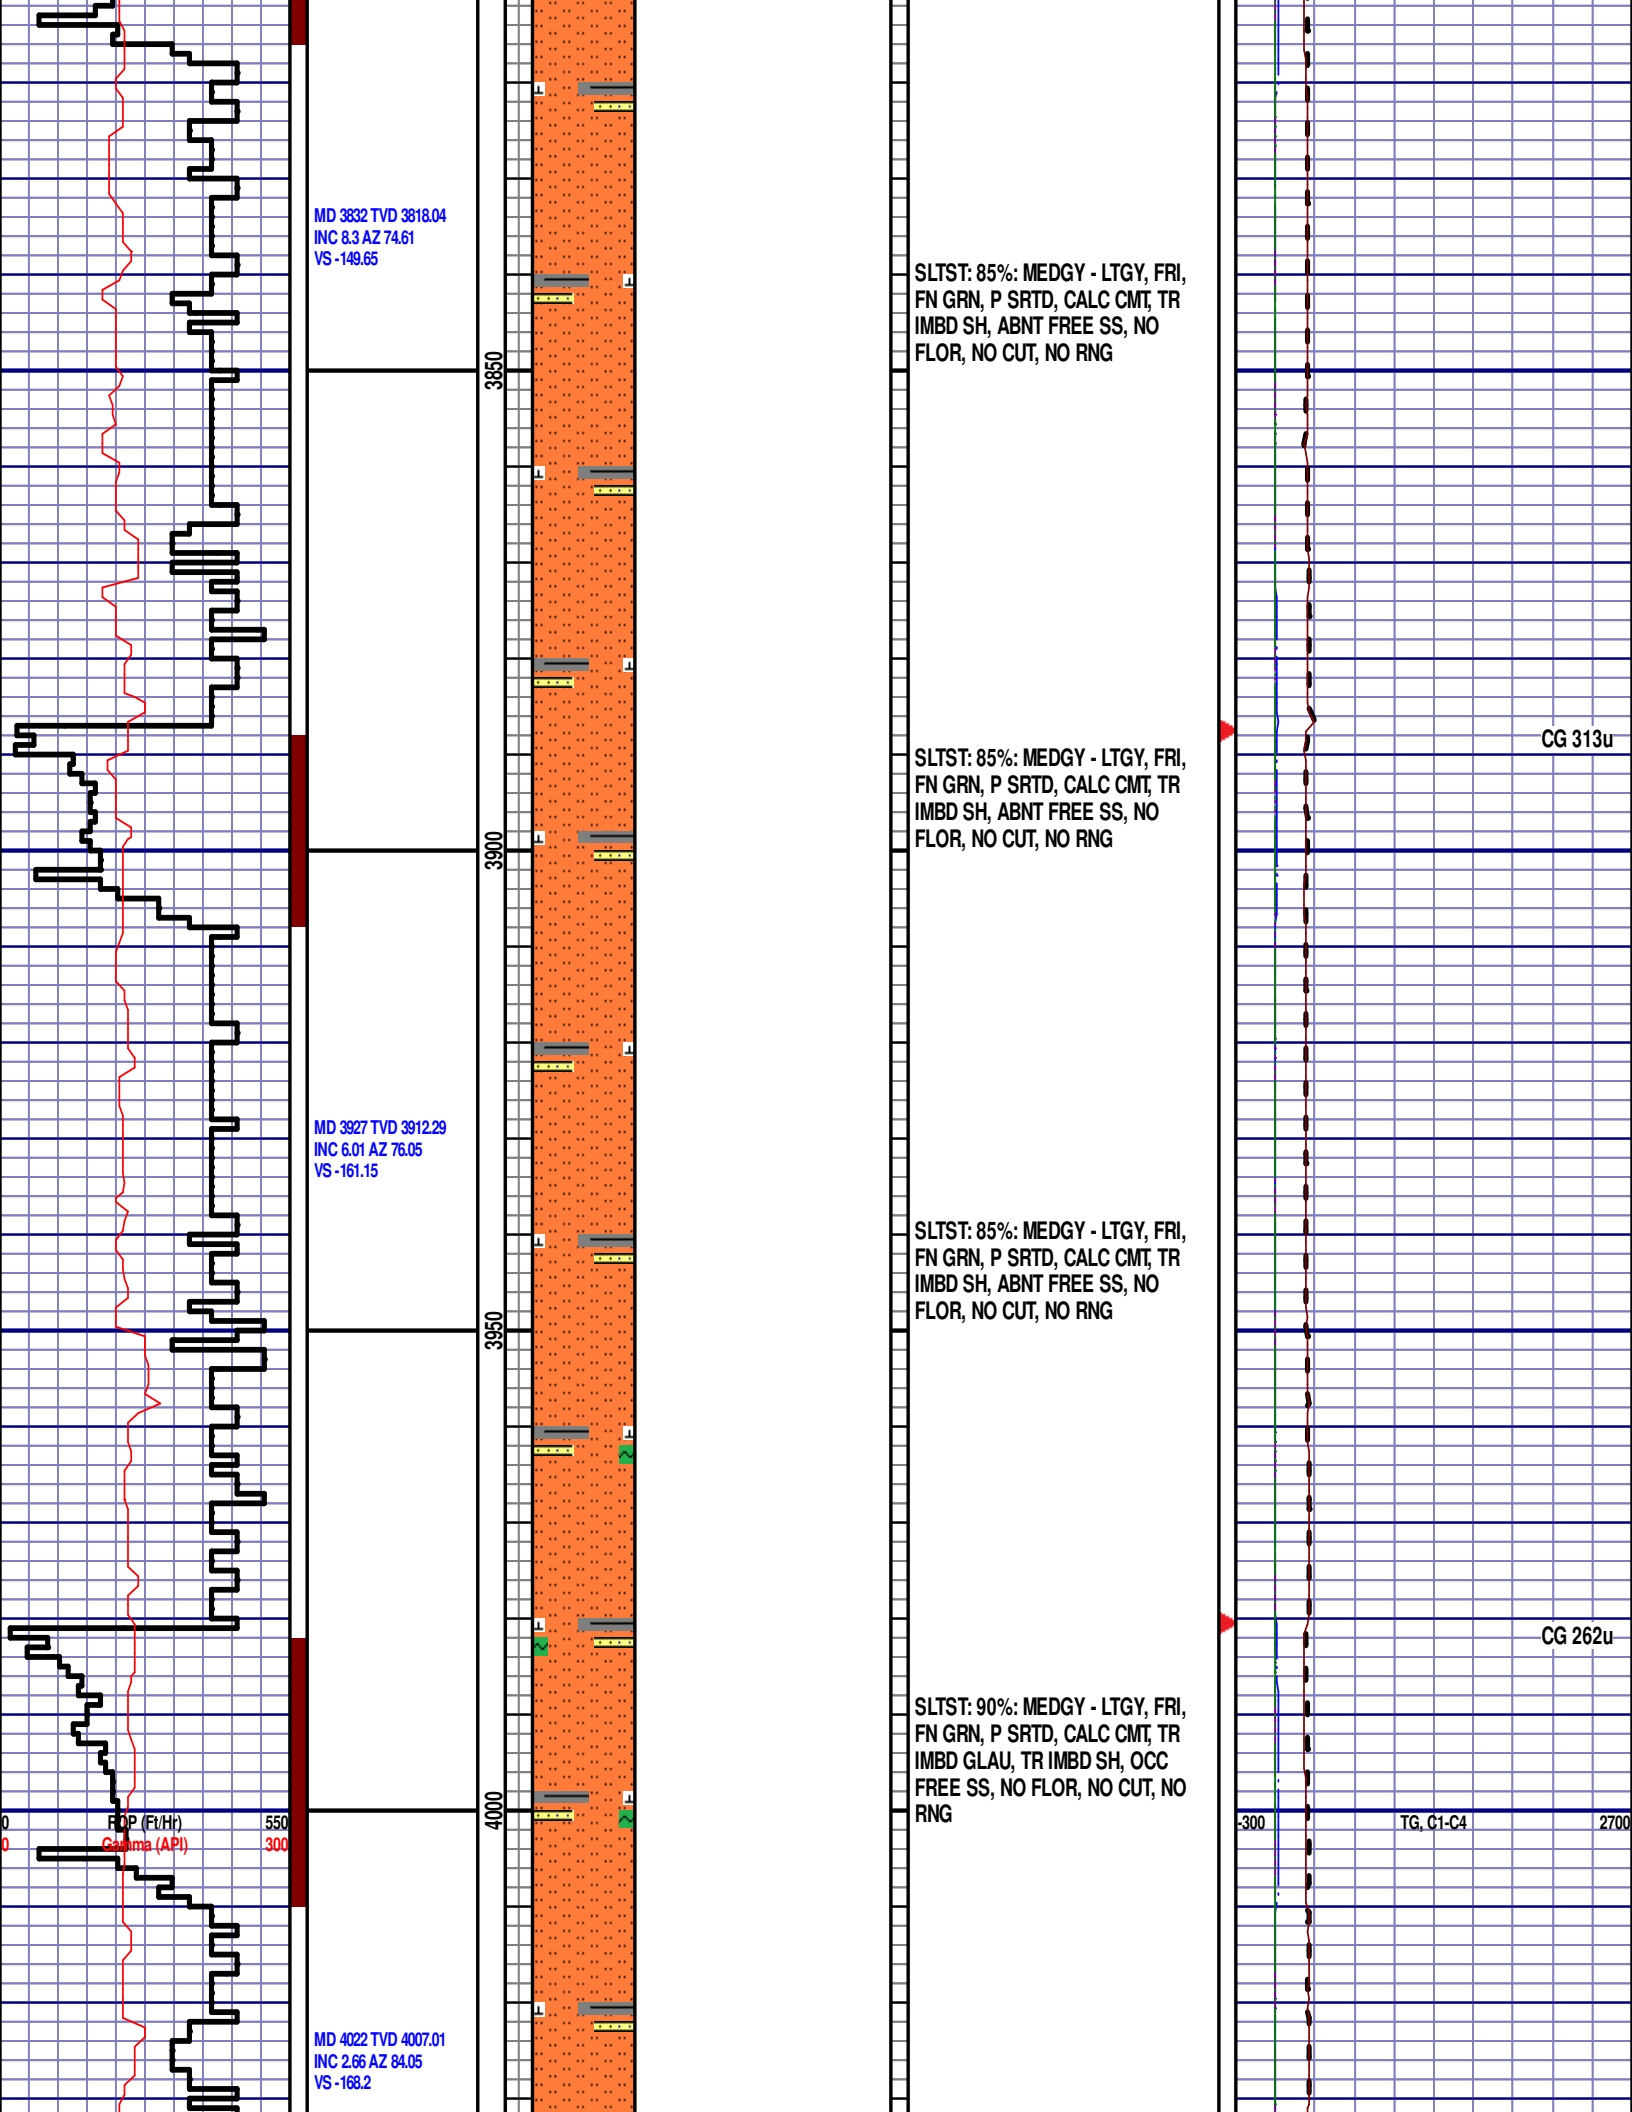 MD 3832 TVD 3818.04
INC 8.3 AZ 74.61
VS -149.65
SLTST: 85%: MEDGY - LTGY, FRI,
FN GRN, P SRTD, CALC CMT, TR
IMBD SH, ABNT FREE SS, NO
FLOR, NO CUT, NO RNG
3850
CG 313u
SLTST: 85%: MEDGY - LTGY, FRI,
FN GRN, P SRTD, CALC CMT, TR
IMBD SH, ABNT FREE SS, NO
FLOR, NO CUT, NO RNG
3900
MD 3927 TVD 3912.29
INC 6.01 AZ 76.05
VS -161.15
SLTST: 85%: MEDGY - LTGY, FRI,
FN GRN, P SRTD, CALC CMT, TR
IMBD SH, ABNT FREE SS, NO
FLOR, NO CUT, NO RNG
3950
CG 262u
SLTST: 90%: MEDGY - LTGY, FRI,
FN GRN, P SRTD, CALC CMT, TR
IMBD GLAU, TR IMBD SH, OCC
FREE SS, NO FLOR, NO CUT, NO
RNG
4000
0 ROP (Ft/Hr) 550
0 Gamma (API) 300
-300 TG, C1-C4 2700
MD 4022 TVD 4007.01
INC 2.66 AZ 84.05
VS -168.2